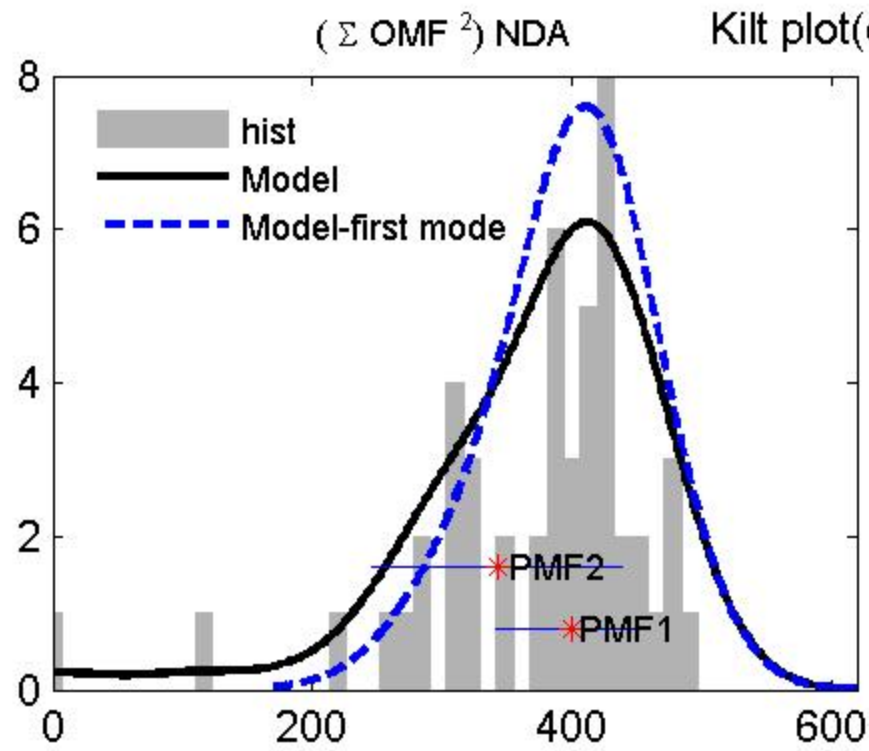 ( Σ OMF ²) NDA
Kilt plot(
8
hist
Model
Model-first mode
6
4
2
PMF2
PMF1
0
0 200 400 600